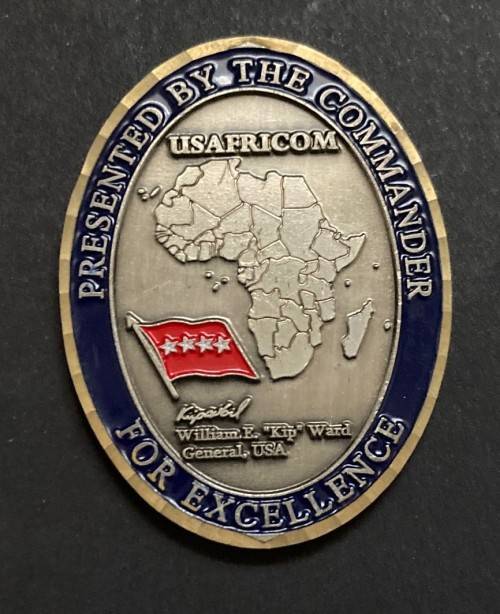 PRESENTED BY THE COMMANDER
USAFRICOM
William E. "Kip" Ward
General, USA
FOR EXCELLENCE